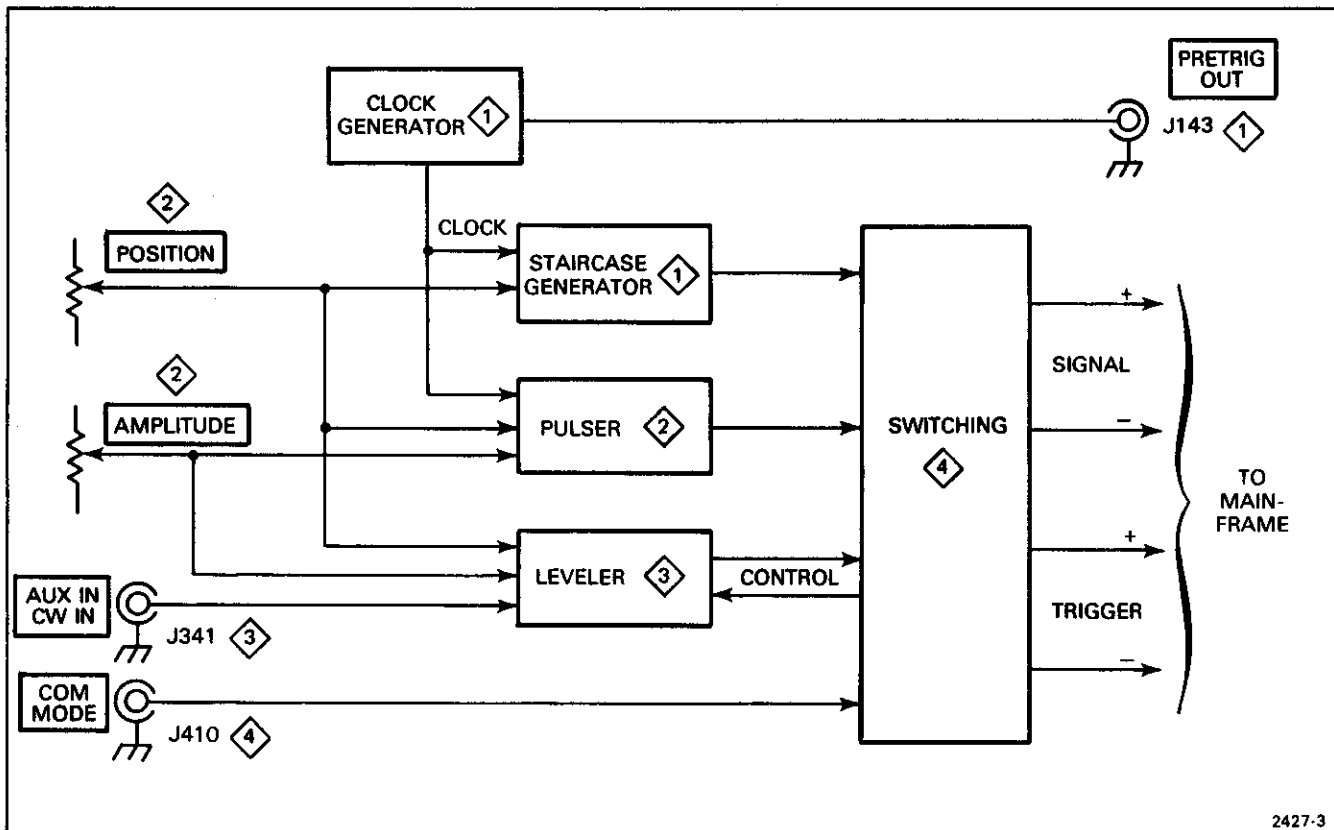 PRETRIG
OUT
CLOCK
GENERATOR
1
J143
1
2
POSITION
CLOCK
STAIRCASE
GENERATOR
1
+
SIGNAL
2
AMPLITUDE
PULSER
2
SWITCHING
4
−
TO
MAIN-
FRAME
+
LEVELER
3
CONTROL
TRIGGER
AUX IN
CW IN
J341
3
−
COM
MODE
J410
4
2427-3